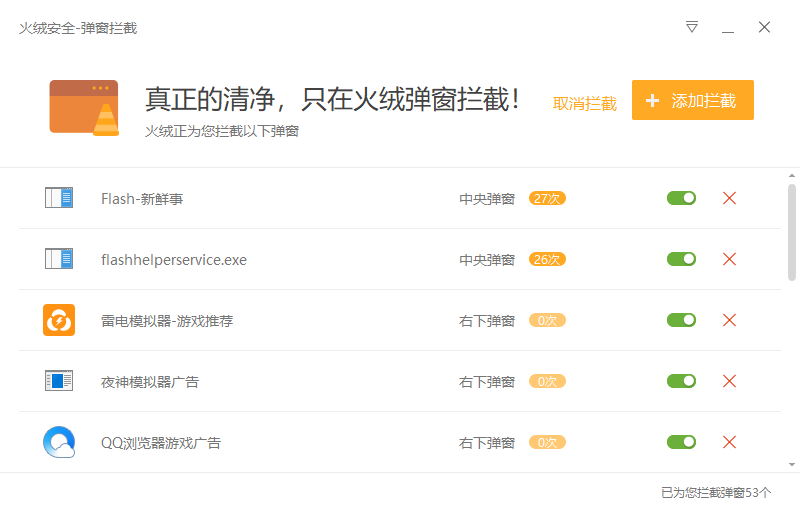 火绒安全-弹窗拦截
真正的清净，只在火绒弹窗拦截！
取消拦截
添加拦截
火绒正为您拦截以下弹窗
Flash-新鲜事 中央弹窗 27次
flashhelperservice.exe 中央弹窗 26次
雷电模拟器-游戏推荐 右下弹窗 0次
夜神模拟器广告 右下弹窗 0次
QQ浏览器游戏广告 右下弹窗 0次
已为您拦截弹窗53个